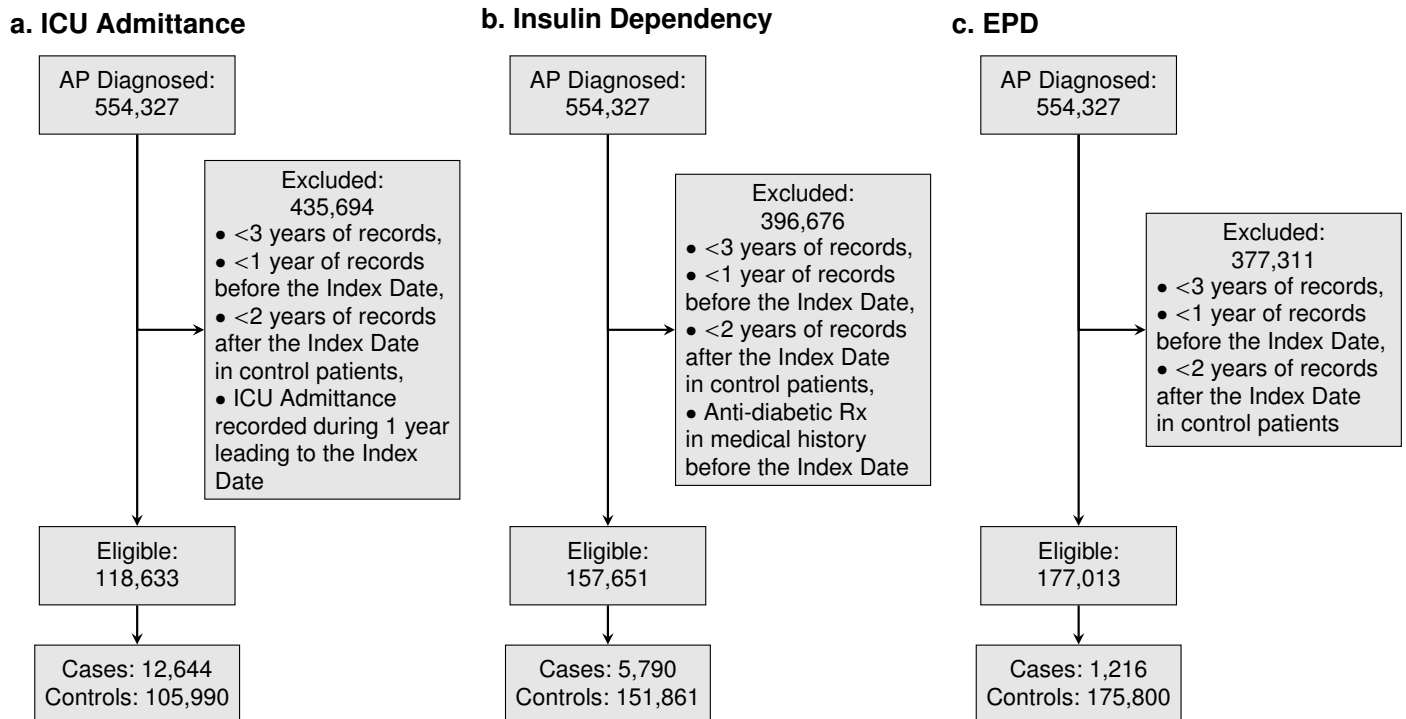 a. ICU Admittance
AP Diagnosed:
554,327
Excluded:
435,694
• <3 years of records,
• <1 year of records
before the Index Date,
• <2 years of records
after the Index Date
in control patients,
• ICU Admittance
recorded during 1 year
leading to the Index
Date
Eligible:
118,633
Cases: 12,644
Controls: 105,990
b. Insulin Dependency
AP Diagnosed:
554,327
Excluded:
396,676
• <3 years of records,
• <1 year of records
before the Index Date,
• <2 years of records
after the Index Date
in control patients,
• Anti-diabetic Rx
in medical history
before the Index Date
Eligible:
157,651
Cases: 5,790
Controls: 151,861
c. EPD
AP Diagnosed:
554,327
Excluded:
377,311
• <3 years of records,
• <1 year of records
before the Index Date,
• <2 years of records
after the Index Date
in control patients
Eligible:
177,013
Cases: 1,216
Controls: 175,800